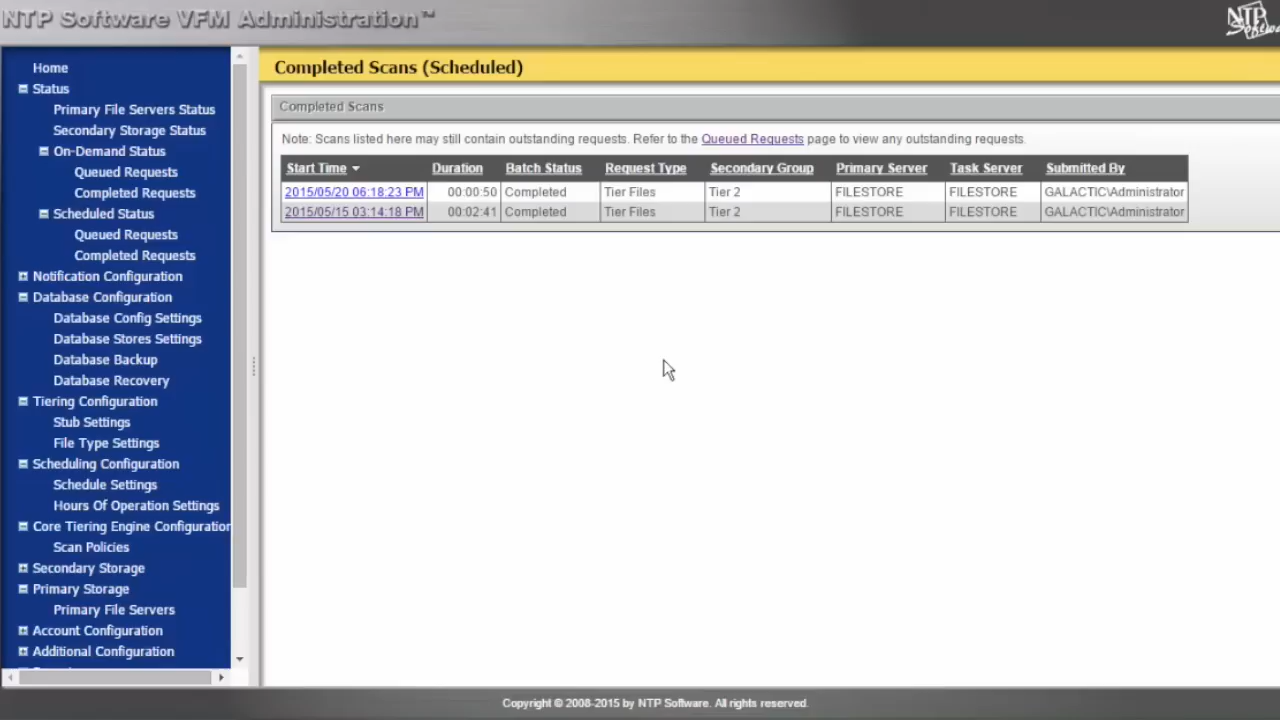 NTP Software VFM Administration™
NTP
Software
Home
Status
Primary File Servers Status
Secondary Storage Status
On-Demand Status
Queued Requests
Completed Requests
Scheduled Status
Queued Requests
Completed Requests
Notification Configuration
Database Configuration
Database Config Settings
Database Stores Settings
Database Backup
Database Recovery
Tiering Configuration
Stub Settings
File Type Settings
Scheduling Configuration
Schedule Settings
Hours Of Operation Settings
Core Tiering Engine Configuration
Scan Policies
Secondary Storage
Primary Storage
Primary File Servers
Account Configuration
Additional Configuration
Completed Scans (Scheduled)
Completed Scans
Note: Scans listed here may still contain outstanding requests. Refer to the Queued Requests page to view any outstanding requests.
Start Time Duration Batch Status Request Type Secondary Group Primary Server Task Server Submitted By
2015/05/20 06:18:23 PM 00:00:50 Completed Tier Files Tier 2 FILESTORE FILESTORE GALACTIC\Administrator
2015/05/15 03:14:18 PM 00:02:41 Completed Tier Files Tier 2 FILESTORE FILESTORE GALACTIC\Administrator
Copyright © 2008-2015 by NTP Software. All rights reserved.